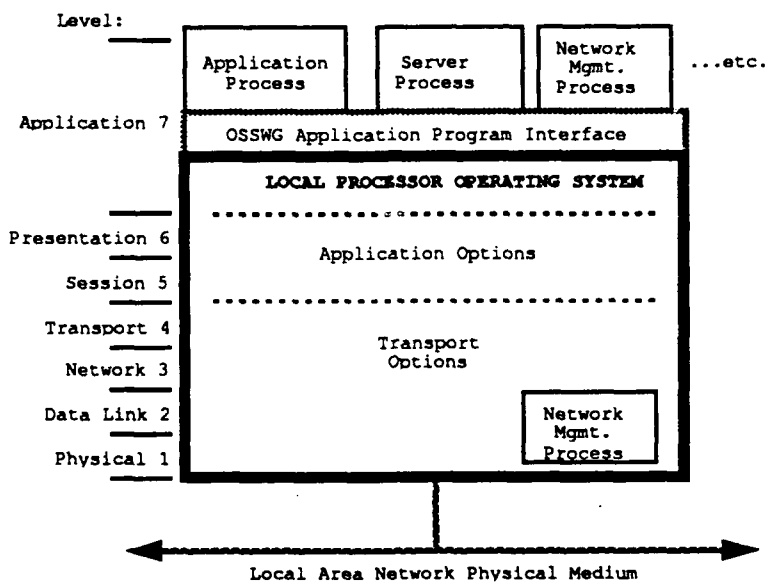 Level:
Application
Process
Server
Process
Network
Mgmt.
Process
...etc.
Application 7
OSSWG Application Program Interface
LOCAL PROCESSOR OPERATING SYSTEM
Presentation 6
Application Options
Session 5
Transport 4
Transport
Options
Network 3
Data Link 2
Network
Mgmt.
Process
Physical 1
Local Area Network Physical Medium